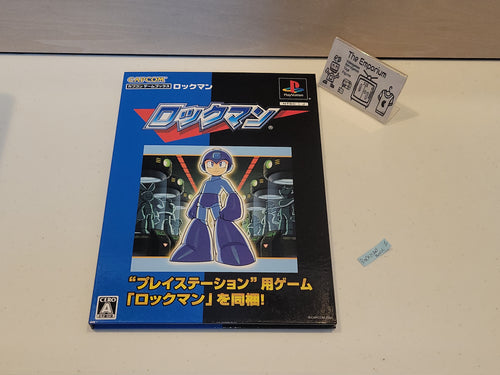 CAPCOM
カプコン ゲームブックス ロックマン
PlayStation
ロックマン
“プレイステーション”用ゲーム
「ロックマン」を同梱!
CERO
A
The Emporium